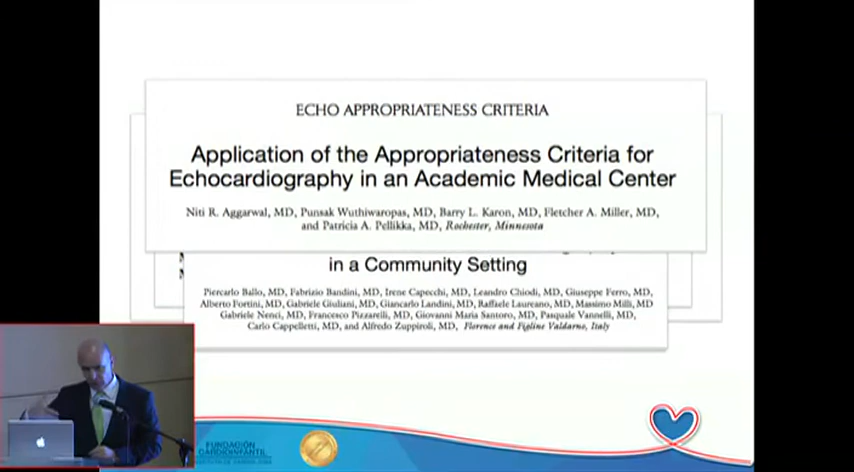 ECHO APPROPRIATENESS CRITERIA
Application of the Appropriateness Criteria for
Echocardiography in an Academic Medical Center
Niti R. Aggarwal, MD, Punsak Wuthiwaropas, MD, Barry L. Karon, MD, Fletcher A. Miller, MD,
and Patricia A. Pellikka, MD, Rochester, Minnesota
in a Community Setting
Piercarlo Ballo, MD, Fabrizio Bandini, MD, Irene Capecchi, MD, Leandro Chiodi, MD, Giuseppe Ferro, MD,
Alberto Fortini, MD, Gabriele Giuliani, MD, Giancarlo Landini, MD, Raffaele Laureano, MD, Massimo Milli, MD
Gabriele Nenci, MD, Francesco Pizzarelli, MD, Giovanni Maria Santoro, MD, Pasquale Vannelli, MD,
Carlo Cappelletti, MD, and Alfredo Zuppiroli, MD, Florence and Figline Valdarno, Italy
FUNDACIÓN
CARDIOINFANTIL